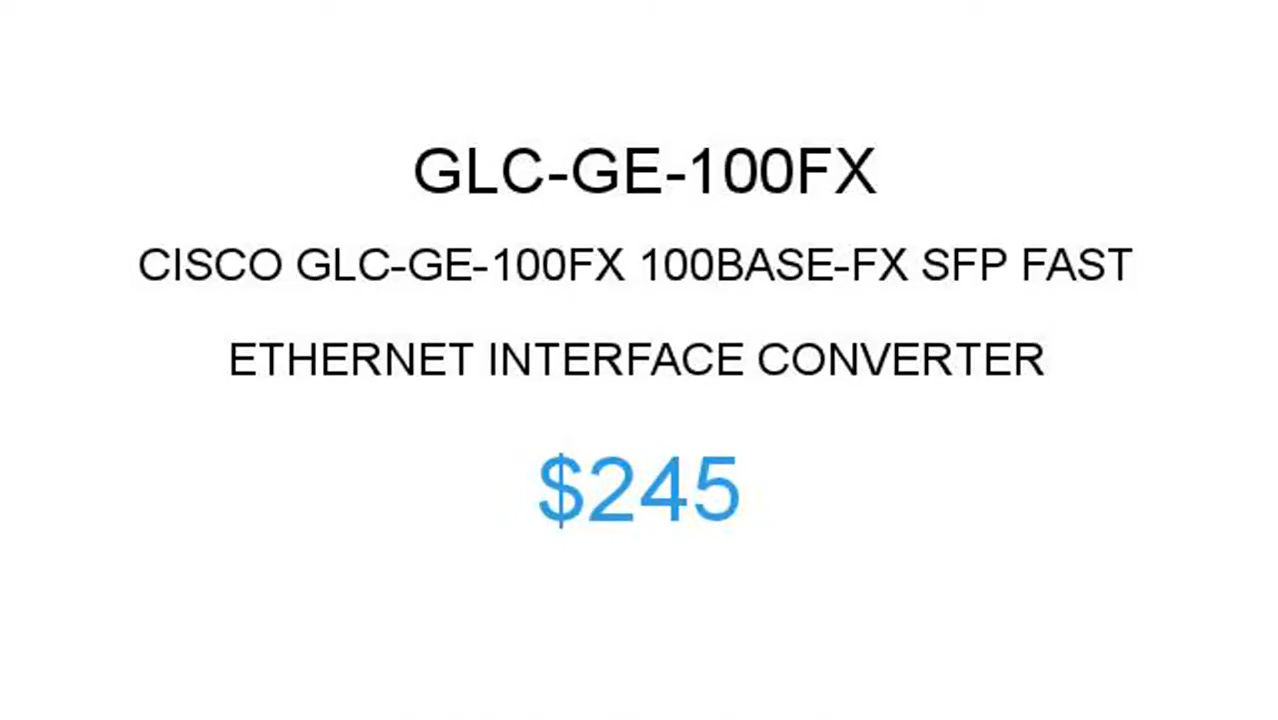 GLC-GE-100FX
CISCO GLC-GE-100FX 100BASE-FX SFP FAST
ETHERNET INTERFACE CONVERTER
$245